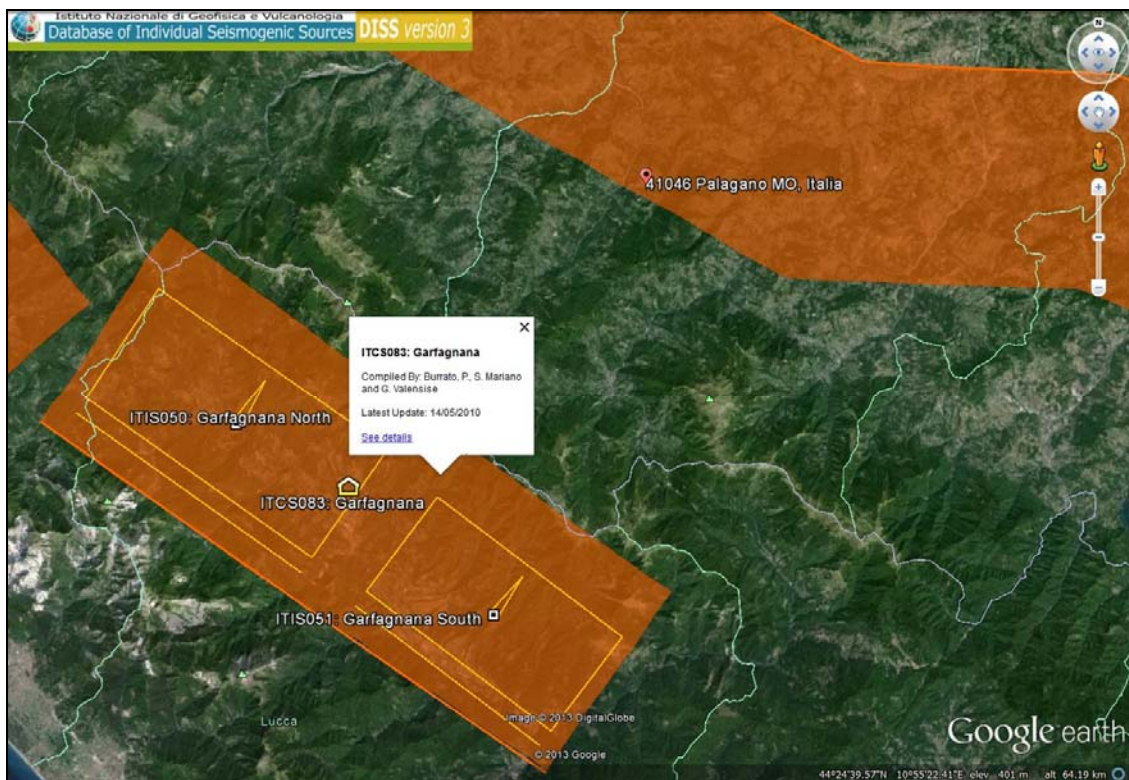 Istituto Nazionale di Geofisica e Vulcanologia
Database of Individual Seismogenic Sources DISS version 3
N
41046 Palagano MO, Italia
ITCS083: Garfagnana
Compiled By: Burrato, P., S. Mariano
and G. Valensise
Latest Update: 14/05/2010
See details
ITIS050: Garfagnana North
ITCS083: Garfagnana
ITIS051: Garfagnana South
Lucca
Image © 2013 DigitalGlobe
© 2013 Google
Google earth
44°24'39.57"N 10°55'22.41"E elev 401 m alt 64.19 km